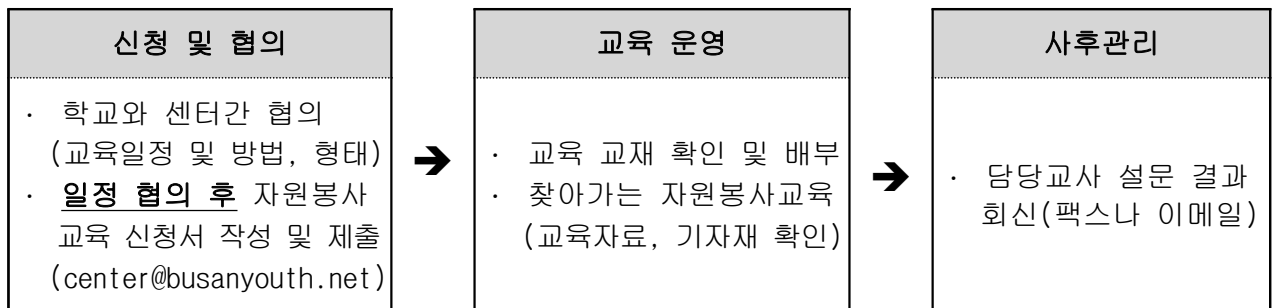 신청 및 협의
· 학교와 센터간 협의
(교육일정 및 방법, 형태)
· 일정 협의 후 자원봉사
교육 신청서 작성 및 제출
(center@busanyouth.net)
➔
교육 운영
· 교육 교재 확인 및 배부
· 찾아가는 자원봉사교육
(교육자료, 기자재 확인)
➔
사후관리
· 담당교사 설문 결과
회신(팩스나 이메일)